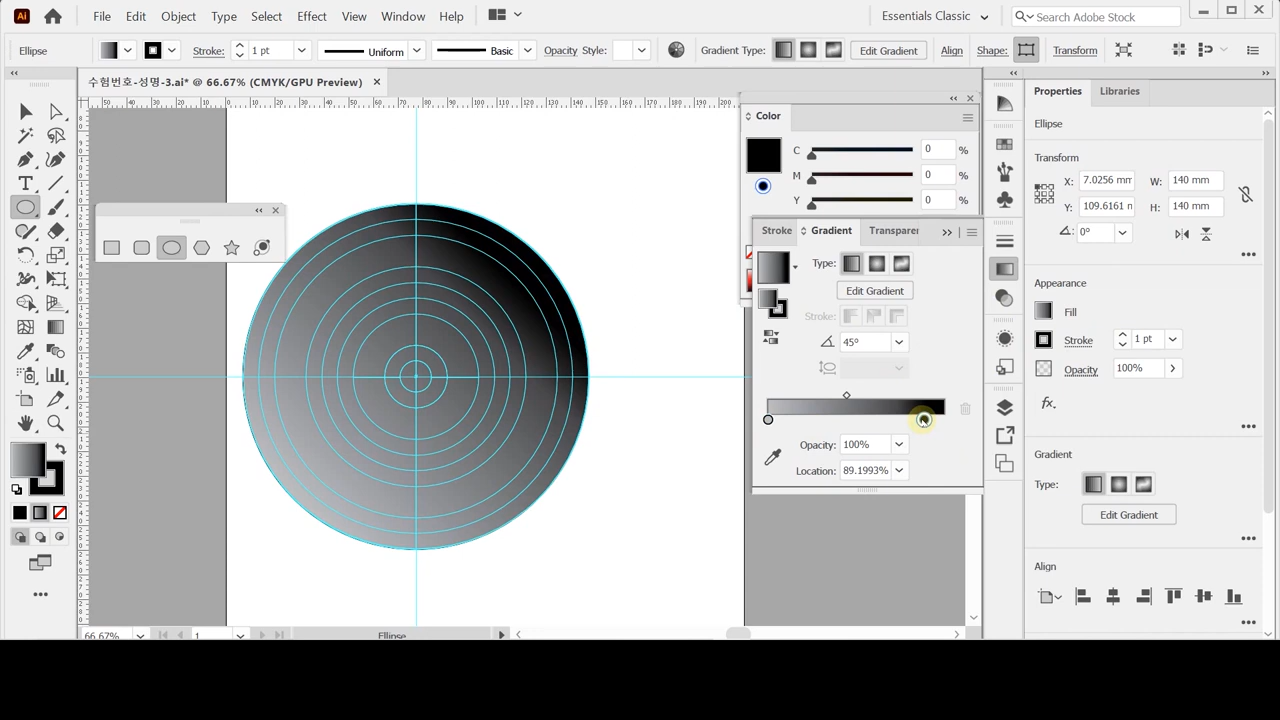 Ai File Edit Object Type Select Effect View Window Help Essentials Classic Search Adobe Stock
Ellipse Stroke: 1 pt Uniform Basic Opacity Style: Gradient Type: Edit Gradient Align Shape: Transform
수험번호-성명-3.ai* @ 66.67% (CMYK/GPU Preview)
Color
C 0 %
M 0 %
Y 0 %
Stroke Gradient Transparen
Type:
Edit Gradient
Stroke:
45°
Opacity: 100%
Location: 89.1993%
Properties Libraries
Ellipse
Transform
X: 7.0256 mm W: 140 mm
Y: 109.6161 m H: 140 mm
0°
Appearance
Fill
Stroke 1 pt
Opacity 100%
fx.
Gradient
Type:
Edit Gradient
Align
66.67% 1 Ellipse